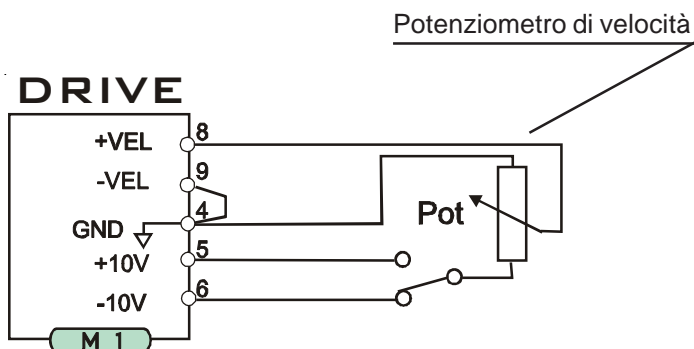 Potenziometro di velocità
DRIVE
+VEL 8
-VEL 9
GND 4
+10V 5
-10V 6
Pot
M 1